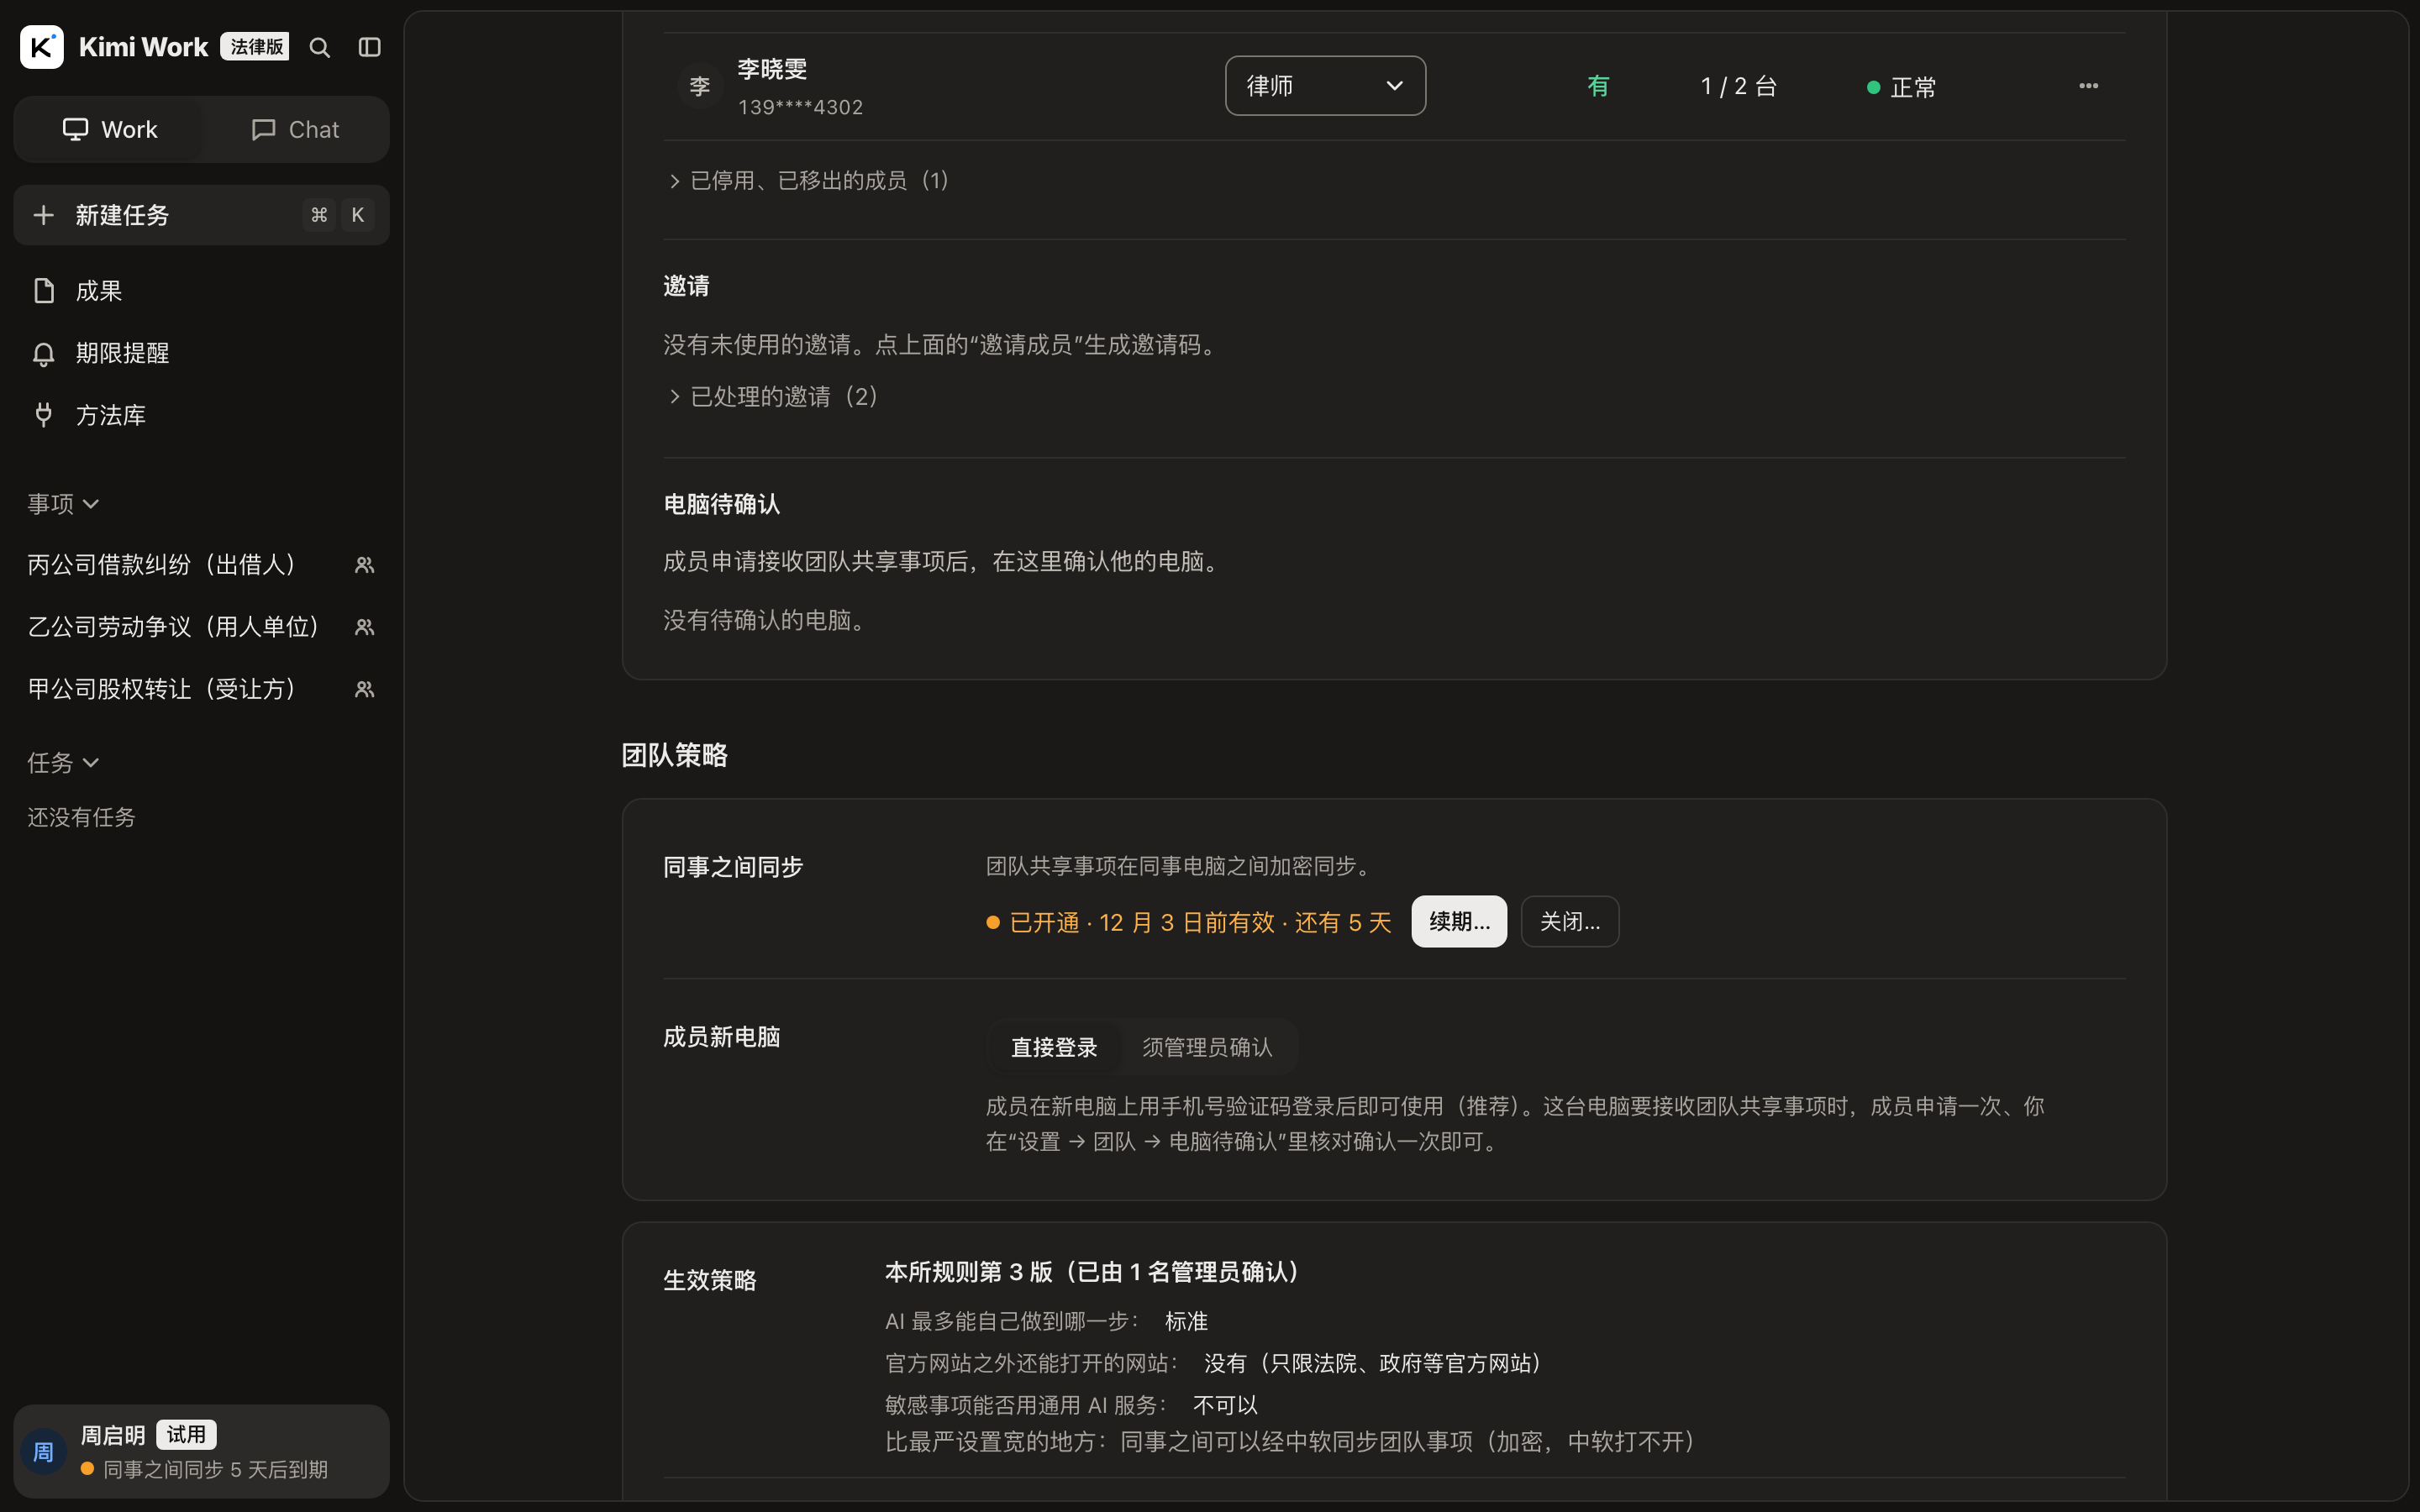 Kimi Work 法律版
Work
Chat
新建任务 ⌘ K
成果
期限提醒
方法库
事项
丙公司借款纠纷（出借人）
乙公司劳动争议（用人单位）
甲公司股权转让（受让方）
任务
还没有任务
周 周启明 试用
同事之间同步 5 天后到期
李 李晓雯
139****4302
律师
有
1 / 2 台
正常
已停用、已移出的成员（1）
邀请
没有未使用的邀请。点上面的“邀请成员”生成邀请码。
已处理的邀请（2）
电脑待确认
成员申请接收团队共享事项后，在这里确认他的电脑。
没有待确认的电脑。
团队策略
同事之间同步
团队共享事项在同事电脑之间加密同步。
已开通 · 12 月 3 日前有效 · 还有 5 天
续期...
关闭...
成员新电脑
直接登录
须管理员确认
成员在新电脑上用手机号验证码登录后即可使用（推荐）。这台电脑要接收团队共享事项时，成员申请一次、你
在“设置 → 团队 → 电脑待确认”里核对确认一次即可。
生效策略
本所规则第 3 版（已由 1 名管理员确认）
AI 最多能自己做到哪一步： 标准
官方网站之外还能打开的网站： 没有（只限法院、政府等官方网站）
敏感事项能否用通用 AI 服务： 不可以
比最严设置宽的地方：同事之间可以经中软同步团队事项（加密，中软打不开）